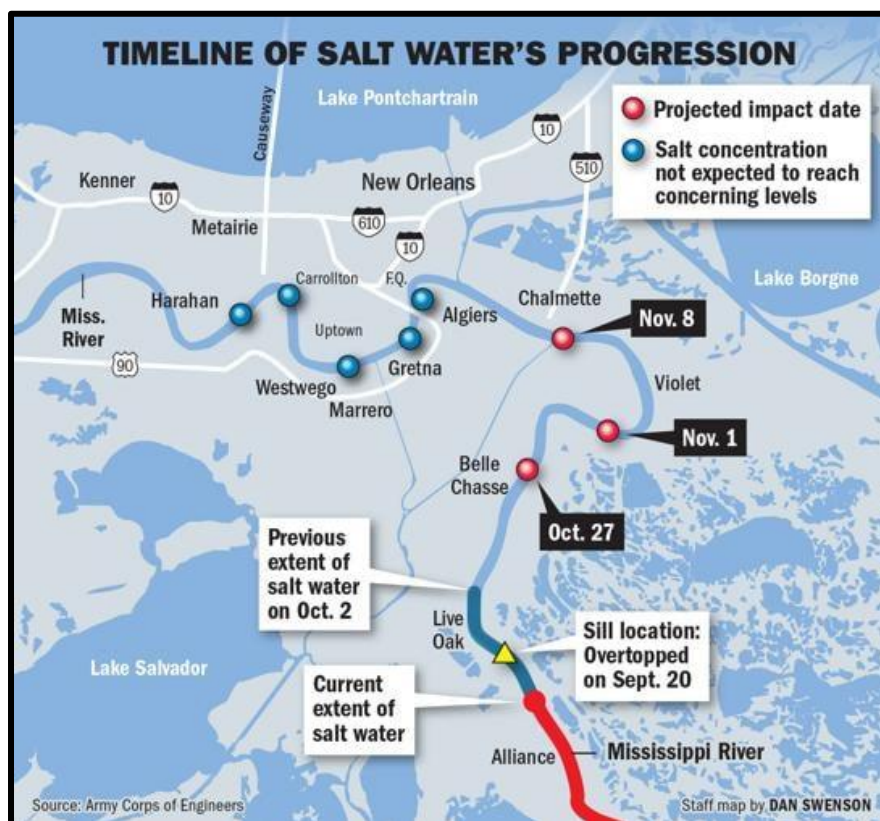 TIMELINE OF SALT WATER'S PROGRESSION
Lake Pontchartrain
Causeway
Projected impact date
Salt concentration
not expected to reach
concerning levels
10
510
Kenner
10
New Orleans
Metairie
610
10
Lake Borgne
Harahan
Carrollton
F.Q.
Algiers
Chalmette
Nov. 8
Miss.
River
Uptown
90
Gretna
Westwego
Marrero
Violet
Nov. 1
Belle
Chasse
Oct. 27
Previous
extent of
salt water
on Oct. 2
Live
Oak
Sill location:
Overtopped
on Sept. 20
Lake Salvador
Current
extent of
salt water
Alliance
Mississippi River
Source: Army Corps of Engineers
Staff map by DAN SWENSON